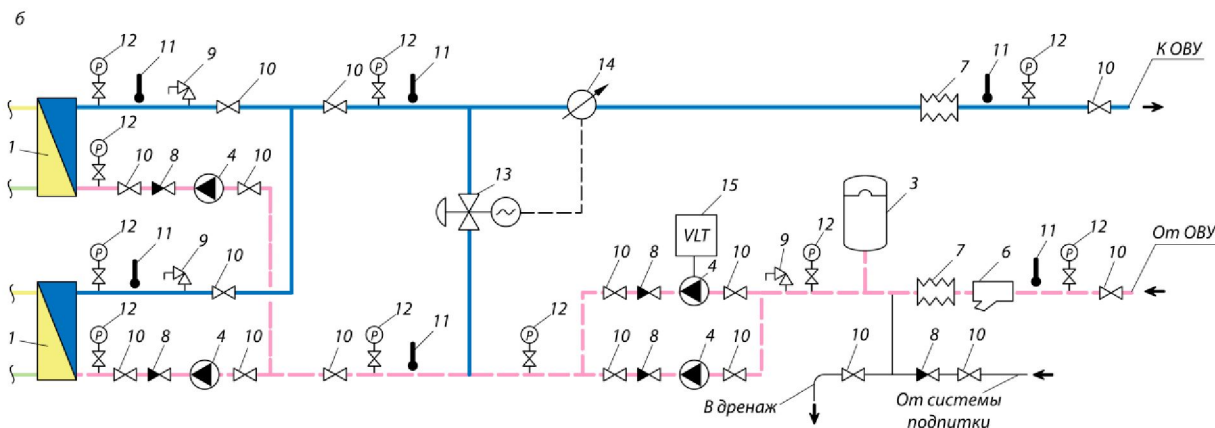 б
12 11 9 10 10 12 11 14 7 11 12 10 К ОВУ
P P P
1 12 10 8 4 10 13 15 3
P
VLT
12 11 9 10 10 8 4 10 9 12 7 6 11 12 10 От ОВУ
P P P
1 12 10 8 4 10 10 12 11 12 10 8 4 10 10 8 10
P P P
В дренаж
От системы
подпитки